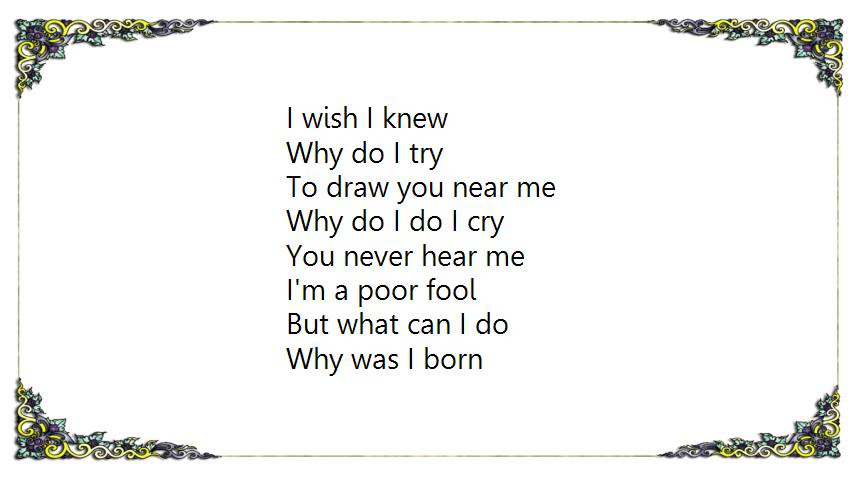 I wish I knew
Why do I try
To draw you near me
Why do I do I cry
You never hear me
I'm a poor fool
But what can I do
Why was I born